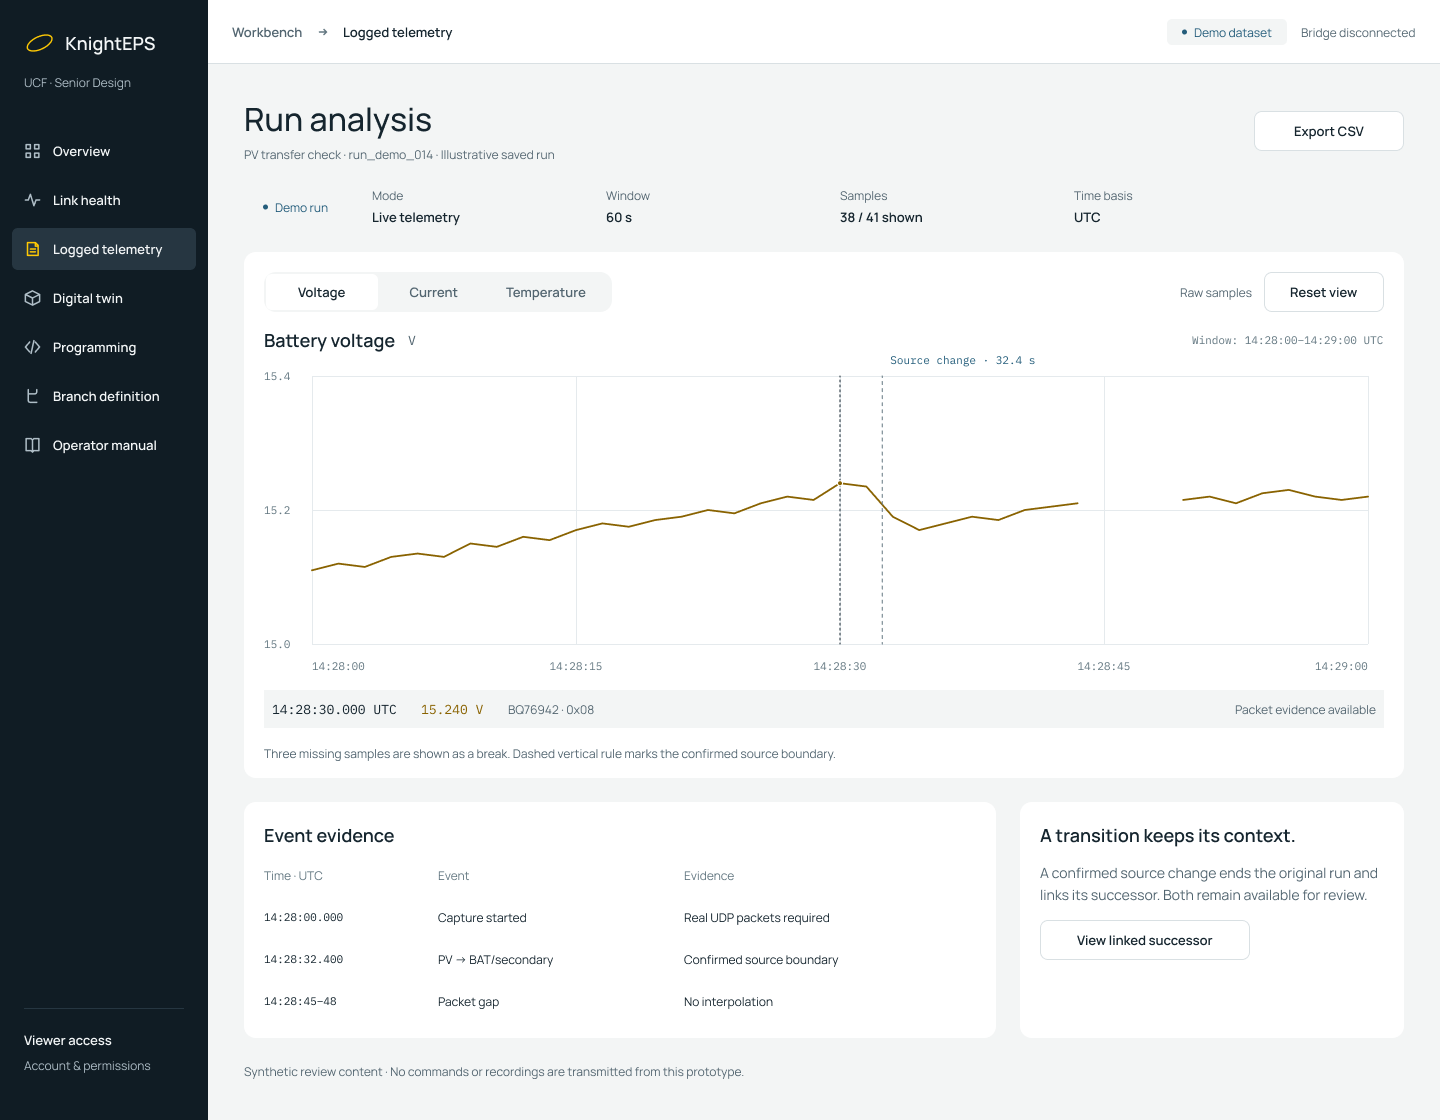 KnightEPS
UCF · Senior Design
Overview
Link health
Logged telemetry
Digital twin
Programming
Branch definition
Operator manual
Viewer access
Account & permissions
Workbench → Logged telemetry
Demo dataset
Bridge disconnected
Run analysis
PV transfer check · run_demo_014 · Illustrative saved run
Export CSV
Demo run
Mode
Live telemetry
Window
60 s
Samples
38 / 41 shown
Time basis
UTC
Voltage
Current
Temperature
Raw samples
Reset view
Battery voltage V
Window: 14:28:00–14:29:00 UTC
Source change · 32.4 s
15.4
15.2
15.0
14:28:00
14:28:15
14:28:30
14:28:45
14:29:00
14:28:30.000 UTC
15.240 V
BQ76942 · 0x08
Packet evidence available
Three missing samples are shown as a break. Dashed vertical rule marks the confirmed source boundary.
Event evidence
Time · UTC
Event
Evidence
14:28:00.000
Capture started
Real UDP packets required
14:28:32.400
PV → BAT/secondary
Confirmed source boundary
14:28:45–48
Packet gap
No interpolation
A transition keeps its context.
A confirmed source change ends the original run and
links its successor. Both remain available for review.
View linked successor
Synthetic review content · No commands or recordings are transmitted from this prototype.